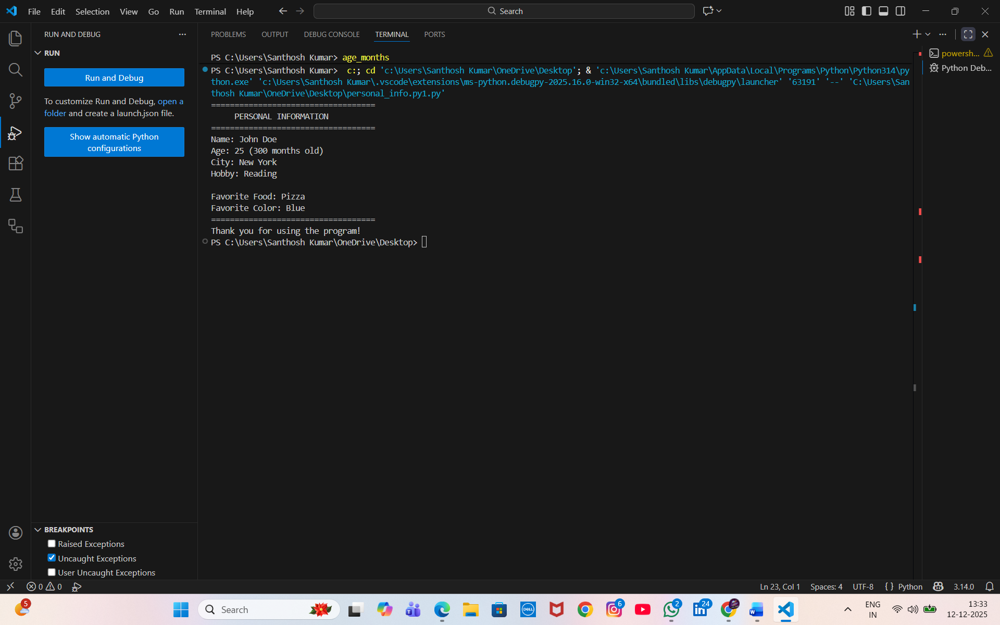 File Edit Selection View Go Run Terminal Help
Search
RUN AND DEBUG
RUN
Run and Debug
To customize Run and Debug, open a
folder and create a launch.json file.
Show automatic Python
configurations
PROBLEMS OUTPUT DEBUG CONSOLE TERMINAL PORTS
PS C:\Users\Santhosh Kumar> age_months
PS C:\Users\Santhosh Kumar>  c:; cd 'c:\Users\Santhosh Kumar\OneDrive\Desktop'; & 'c:\Users\Santhosh Kumar\AppData\Local\Programs\Python\Python314\py
thon.exe' 'c:\Users\Santhosh Kumar\.vscode\extensions\ms-python.debugpy-2025.16.0-win32-x64\bundled\libs\debugpy\launcher' '63191' '--' 'C:\Users\San
thosh Kumar\OneDrive\Desktop\personal_info.py1.py'
===================================
PERSONAL INFORMATION
===================================
Name: John Doe
Age: 25 (300 months old)
City: New York
Hobby: Reading
Favorite Food: Pizza
Favorite Color: Blue
===================================
Thank you for using the program!
PS C:\Users\Santhosh Kumar\OneDrive\Desktop>
powersh...
Python Deb...
BREAKPOINTS
Raised Exceptions
Uncaught Exceptions
User Uncaught Exceptions
0 0
Ln 23, Col 1 Spaces: 4 UTF-8 { } Python 3.14.0
5
Search
DELL
6
2
24
ENG
IN
13:33
12-12-2025